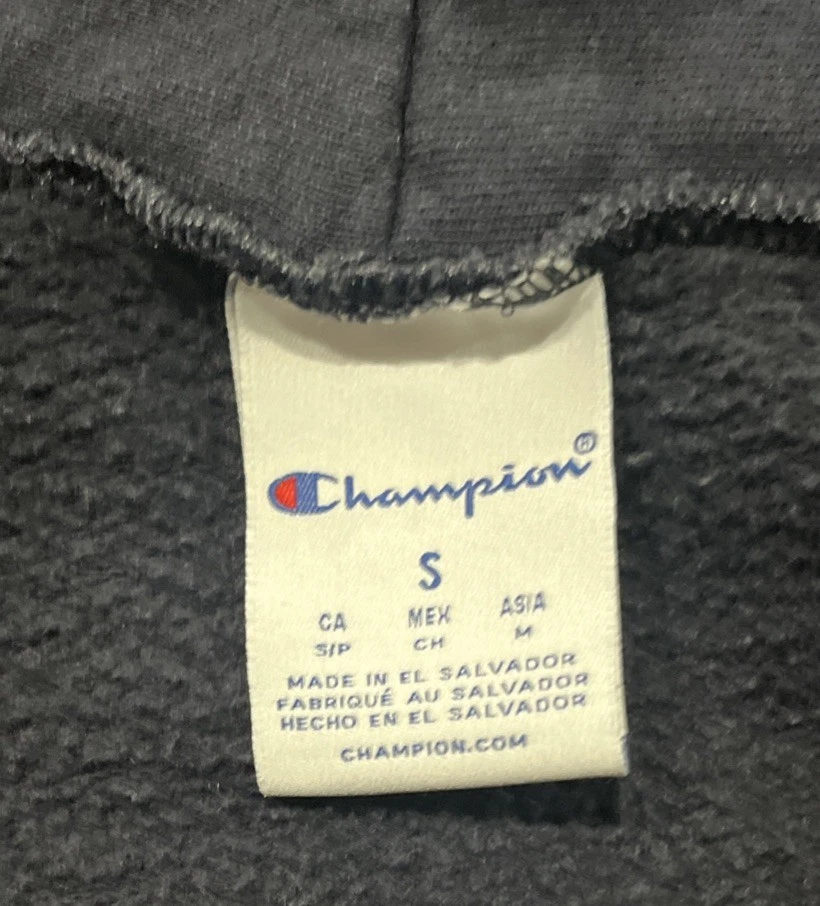 Champion®
S
CA MEX ASIA
S/P CH M
MADE IN EL SALVADOR
FABRIQUÉ AU SALVADOR
HECHO EN EL SALVADOR
CHAMPION.COM